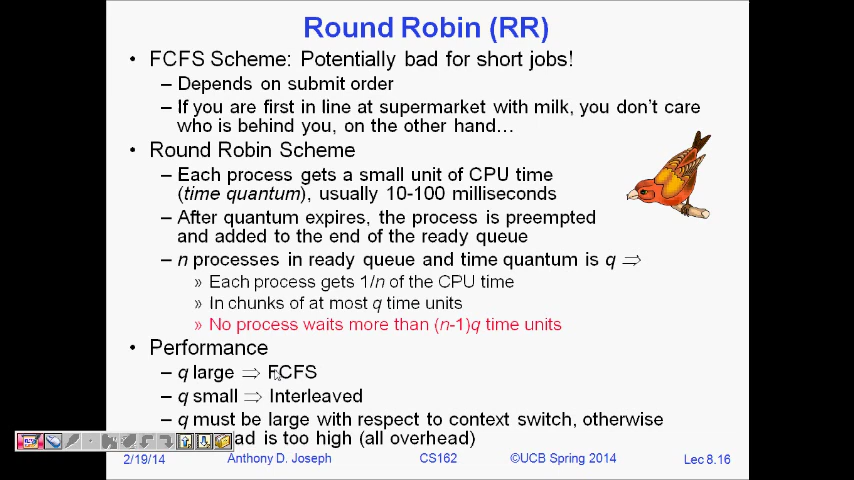 Round Robin (RR)
• FCFS Scheme: Potentially bad for short jobs!
– Depends on submit order
– If you are first in line at supermarket with milk, you don't care
who is behind you, on the other hand…
• Round Robin Scheme
– Each process gets a small unit of CPU time
(time quantum), usually 10-100 milliseconds
– After quantum expires, the process is preempted
and added to the end of the ready queue
– n processes in ready queue and time quantum is q ⇒
» Each process gets 1/n of the CPU time
» In chunks of at most q time units
» No process waits more than (n-1)q time units
• Performance
– q large ⇒ FCFS
– q small ⇒ Interleaved
– q must be large with respect to context switch, otherwise
ad is too high (all overhead)
2/19/14 Anthony D. Joseph CS162 ©UCB Spring 2014 Lec 8.16